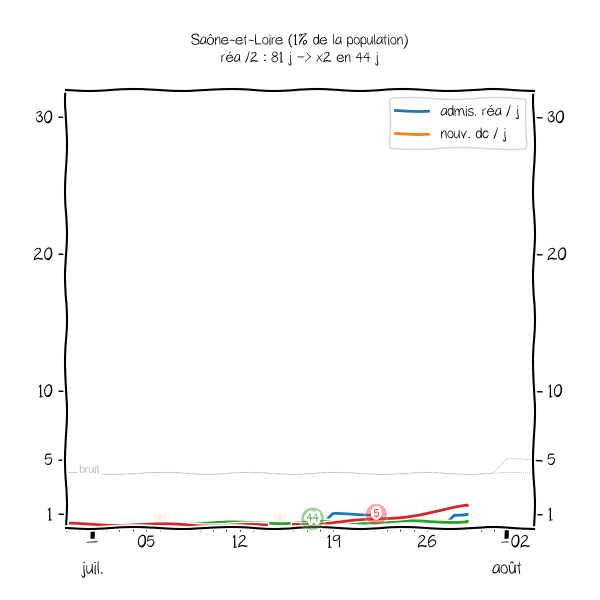 Saône-et-Loire (1% de la population)
réa /2 : 81 j -> x2 en 44 j
admis. réa / j
nouv. dc / j
30
30
20
20
10
10
5
5
bruit
1
1
44
5
05
12
19
26
02
juil.
août